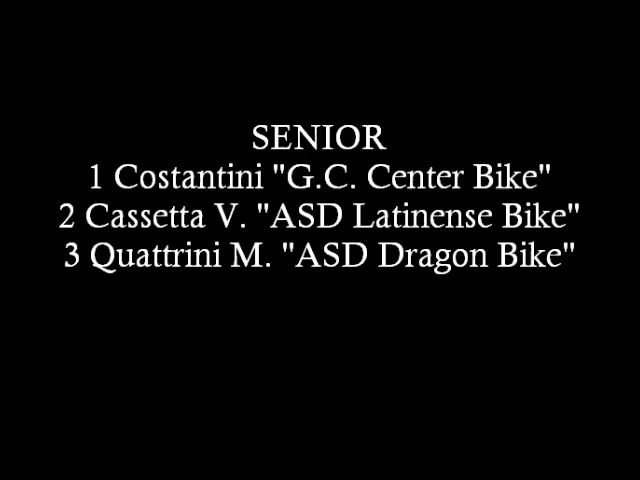 SENIOR
1 Costantini "G.C. Center Bike"
2 Cassetta V. "ASD Latinense Bike"
3 Quattrini M. "ASD Dragon Bike"